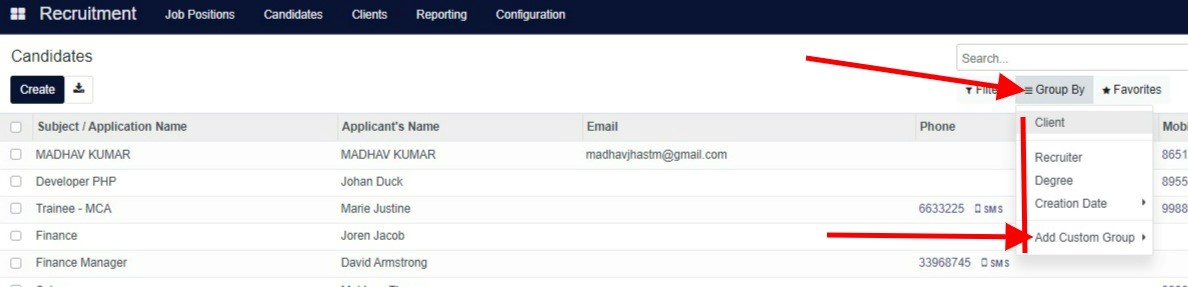 Recruitment Job Positions Candidates Clients Reporting Configuration
Candidates
Search...
Create
Group By Favorites
Subject / Application Name Applicant's Name Email Phone
Client
MADHAV KUMAR MADHAV KUMAR madhavjhastm@gmail.com 8651
Recruiter
Developer PHP Johan Duck 8955
Degree
Trainee - MCA Marie Justine 6633225 SMS 9988
Creation Date
Finance Joren Jacob
Add Custom Group
Finance Manager David Armstrong 33968745 SMS